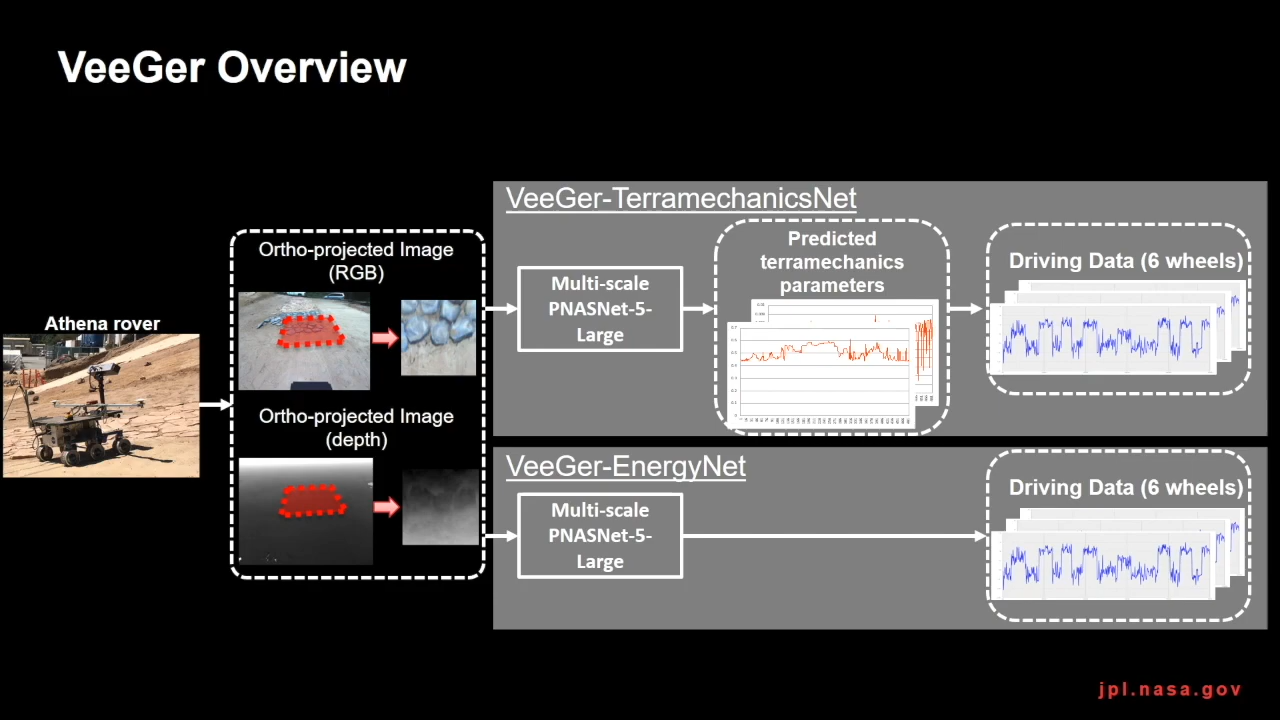 VeeGer Overview
VeeGer-TerramechanicsNet
Athena rover
Ortho-projected Image
(RGB)
Ortho-projected Image
(depth)
Multi-scale
PNASNet-5-
Large
Predicted
terramechanics
parameters
Driving Data (6 wheels)
VeeGer-EnergyNet
Multi-scale
PNASNet-5-
Large
Driving Data (6 wheels)
jpl.nasa.gov